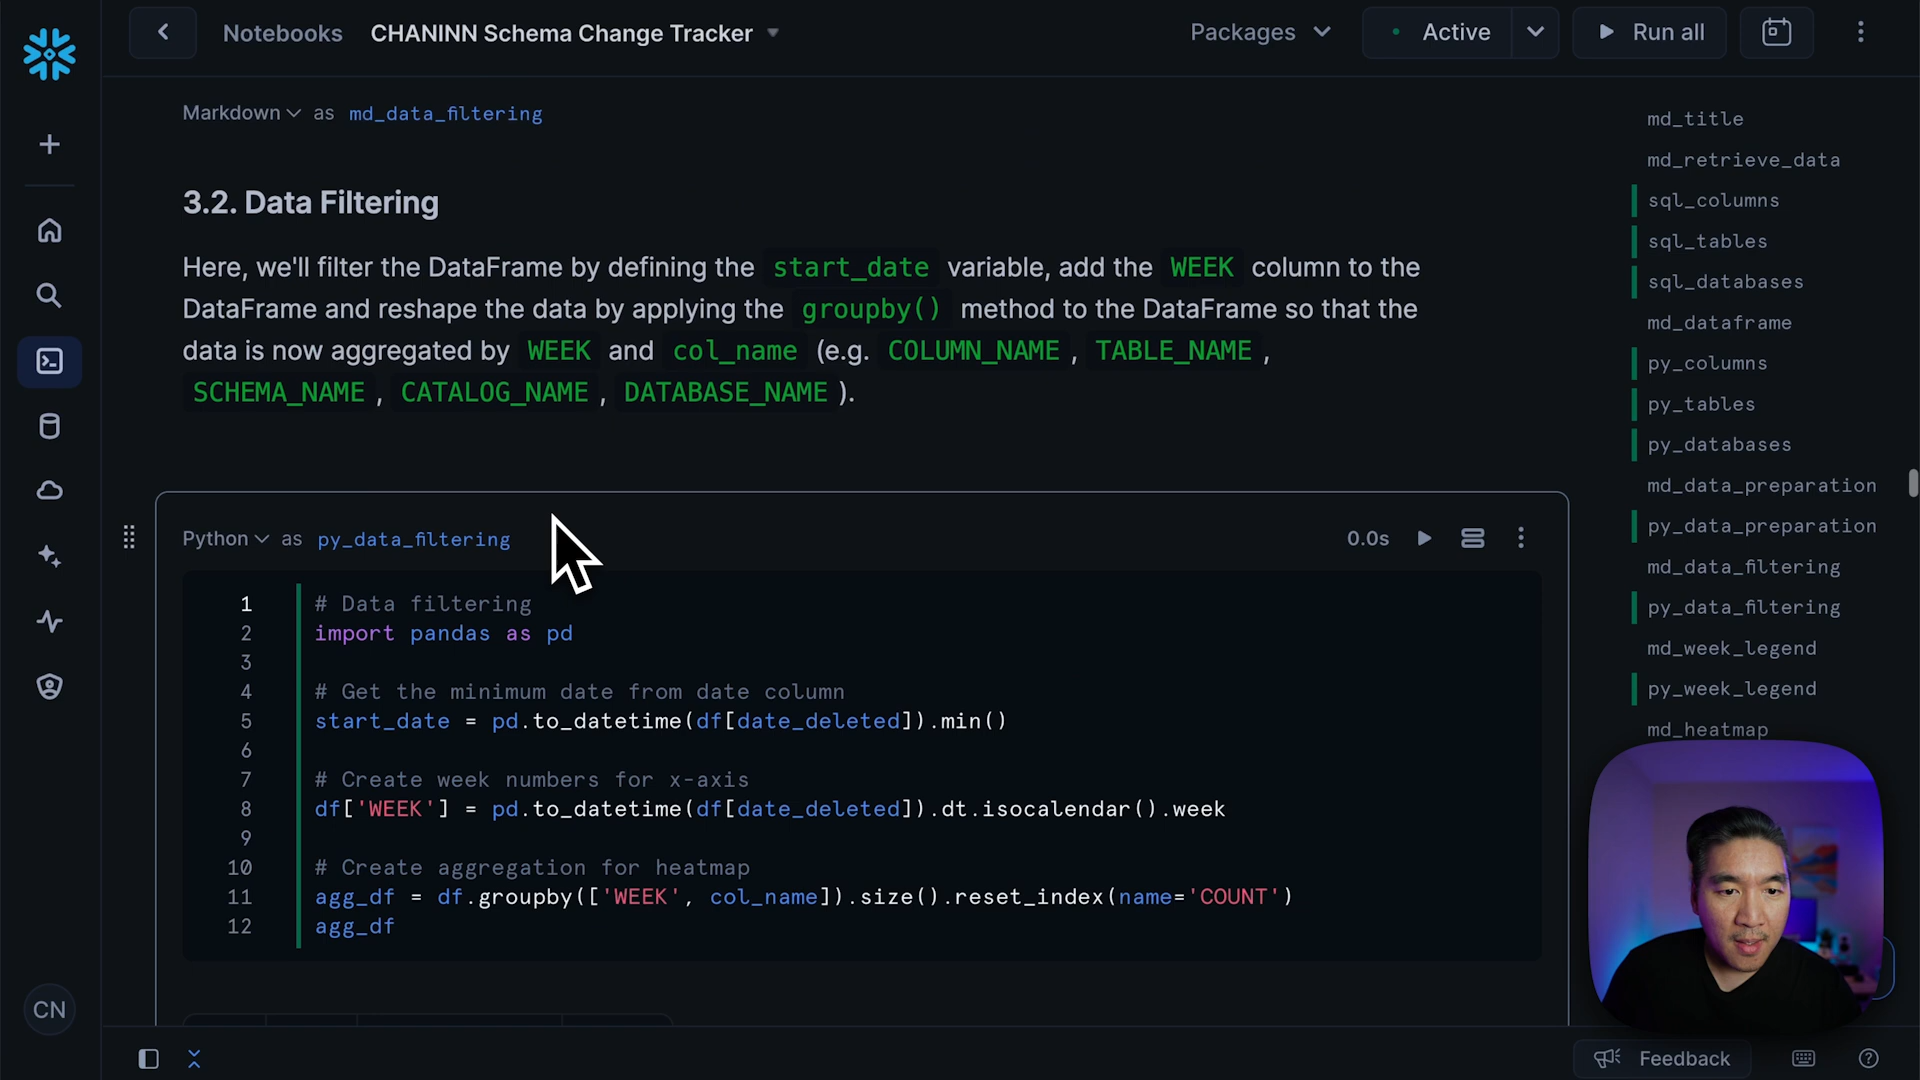 Notebooks CHANINN Schema Change Tracker
Packages Active Run all
Markdown as md_data_filtering
3.2. Data Filtering
Here, we'll filter the DataFrame by defining the start_date variable, add the WEEK column to the
DataFrame and reshape the data by applying the groupby() method to the DataFrame so that the
data is now aggregated by WEEK and col_name (e.g. COLUMN_NAME , TABLE_NAME ,
SCHEMA_NAME , CATALOG_NAME , DATABASE_NAME ).
Python as py_data_filtering 0.0s
1 # Data filtering
2 import pandas as pd
3
4 # Get the minimum date from date column
5 start_date = pd.to_datetime(df[date_deleted]).min()
6
7 # Create week numbers for x-axis
8 df['WEEK'] = pd.to_datetime(df[date_deleted]).dt.isocalendar().week
9
10 # Create aggregation for heatmap
11 agg_df = df.groupby(['WEEK', col_name]).size().reset_index(name='COUNT')
12 agg_df
md_title
md_retrieve_data
sql_columns
sql_tables
sql_databases
md_dataframe
py_columns
py_tables
py_databases
md_data_preparation
py_data_preparation
md_data_filtering
py_data_filtering
md_week_legend
py_week_legend
md_heatmap
CN
Feedback